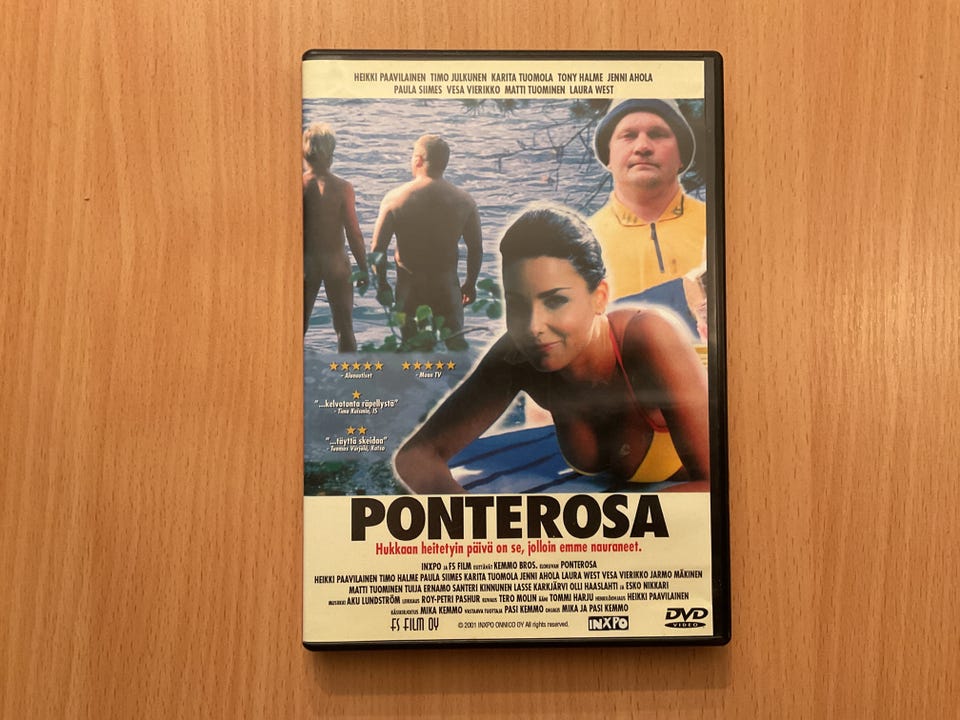 HEIKKI PAAVILAINEN TIMO JULKUNEN KARITA TUOMOLA TONY HALME JENNI AHOLA
PAULA SIIMES VESA VIERIKKO MATTI TUOMINEN LAURA WEST
★★★★★ ★★★★★
- Alanuutiset - Moon TV
★
"...kelvotonta räpellystä"
IS
★★
"...täyttä skeidaa"
- Tuomas Värjölä, Katso
PONTEROSA
Hukkaan heitetyin päivä on se, jolloin emme nauraneet.
INXPO JA FS FILM ESITTÄVÄT KEMMO BROS. ELOKUVAN PONTEROSA
HEIKKI PAAVILAINEN TIMO HALME PAULA SIIMES KARITA TUOMOLA JENNI AHOLA LAURA WEST VESA VIERIKKO JARMO MÄKINEN
MATTI TUOMINEN TUIJA ERNAMO SANTERI KINNUNEN LASSE KARKJÄRVI OLLI HAASLAHTI JA ESKO NIKKARI
MUSIIKKI AKU LUNDSTRÖM LEIKKAUS ROY-PETRI PASHUR KUVAUS TERO MOLIN ÄÄNI TOMMI HARJU HENKILÖOHJAUS HEIKKI PAAVILAINEN
KÄSIKIRJOITUS MIKA KEMMO VASTAAVA TUOTTAJA PASI KEMMO OHJAUS MIKA JA PASI KEMMO
FS FILM OY © 2001 INXPO ONNICO OY All rights reserved. INXPO DVD
VIDEO